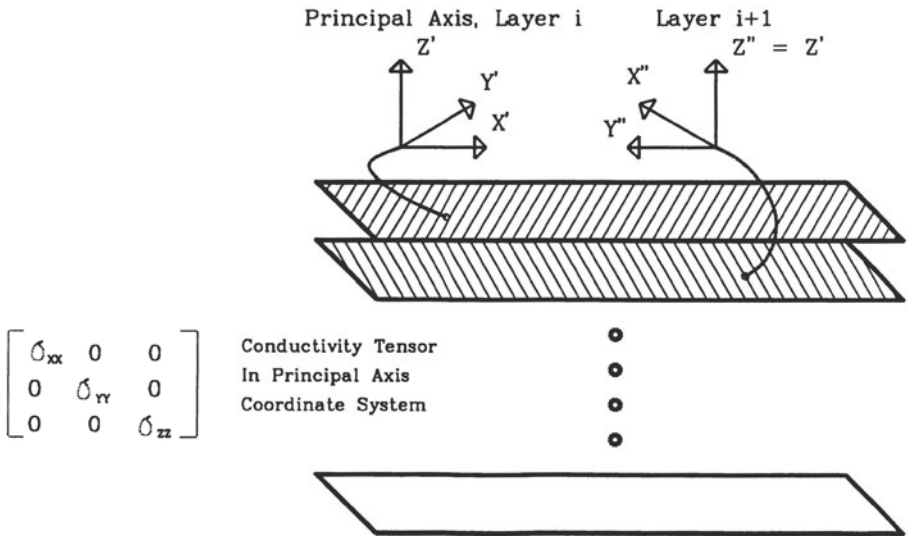 Principal Axis, Layer i Layer i+1
Z' Z" = Z'
Y' X"
X' Y"
σxx 0 0
0 σYY 0
0 0 σzz
Conductivity Tensor
In Principal Axis
Coordinate System